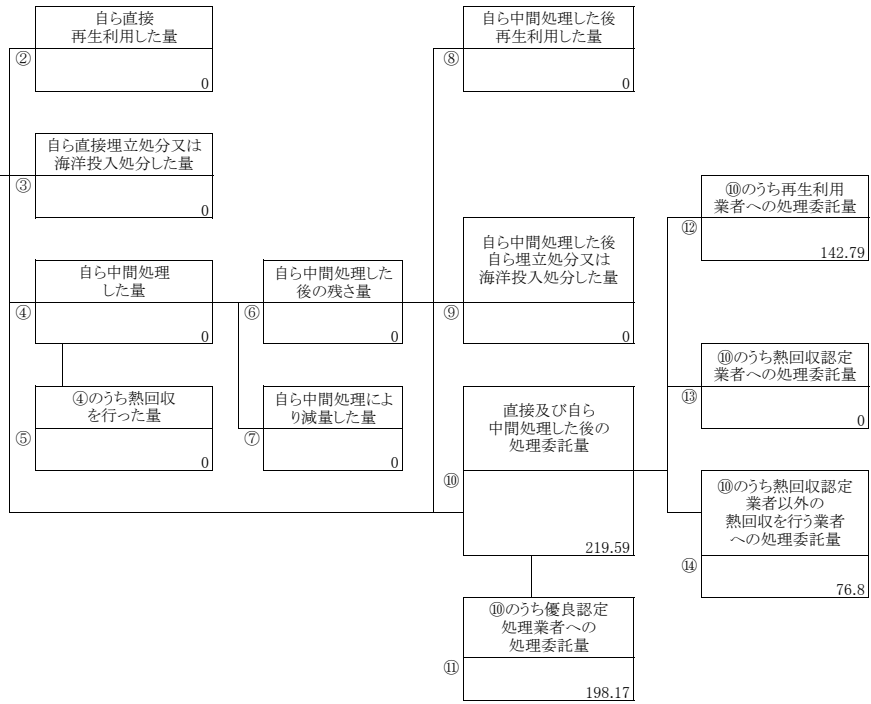 自ら直接
再生利用した量
②
0
自ら直接埋立処分又は
海洋投入処分した量
③
0
自ら中間処理
した量
④
0
④のうち熱回収
を行った量
⑤
0
自ら中間処理した
後の残さ量
⑥
0
自ら中間処理によ
り減量した量
⑦
0
自ら中間処理した後
再生利用した量
⑧
0
自ら中間処理した後
自ら埋立処分又は
海洋投入処分した量
⑨
0
直接及び自ら
中間処理した後の
処理委託量
⑩
219.59
⑩のうち優良認定
処理業者への
処理委託量
⑪
198.17
⑩のうち再生利用
業者への処理委託量
⑫
142.79
⑩のうち熱回収認定
業者への処理委託量
⑬
0
⑩のうち熱回収認定
業者以外の
熱回収を行う業者
への処理委託量
⑭
76.8